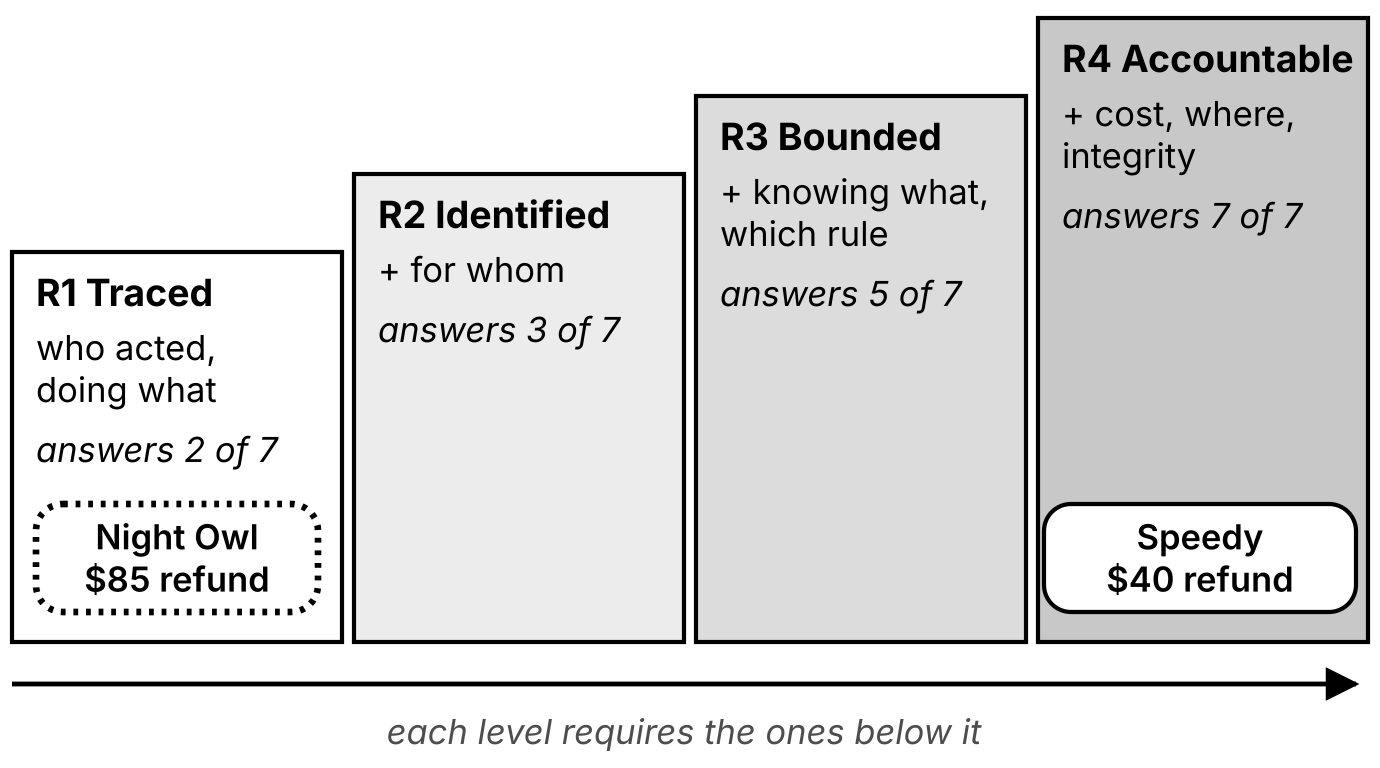 R1 Traced
who acted,
doing what
answers 2 of 7
Night Owl
$85 refund
R2 Identified
+ for whom
answers 3 of 7
R3 Bounded
+ knowing what,
which rule
answers 5 of 7
R4 Accountable
+ cost, where,
integrity
answers 7 of 7
Speedy
$40 refund
each level requires the ones below it